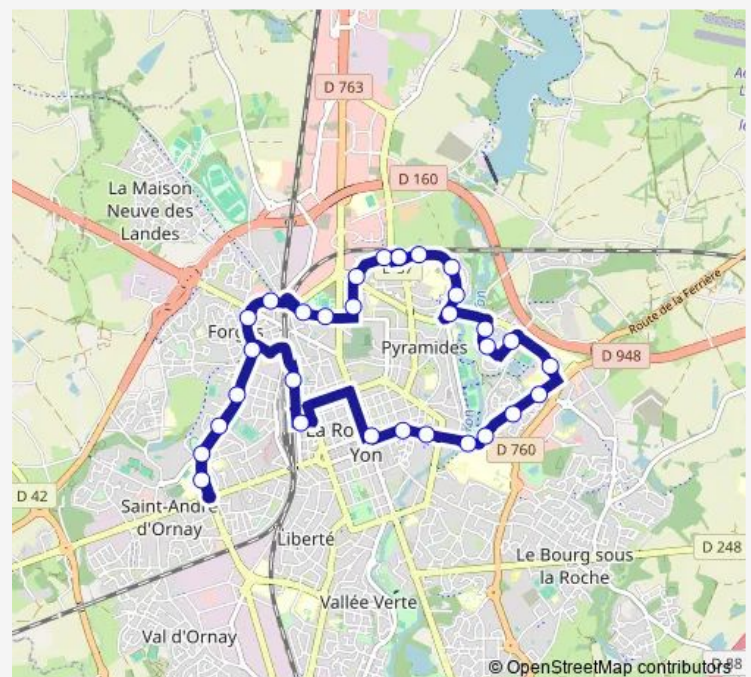 D 763
D 160
La Maison
Neuve des
Landes
Route de la Ferrière
Pyramides
D 948
La Ro
Yon
D 760
D 42
Saint-André
d'Ornay
Liberté
D 248
Le Bourg sous
la Roche
Vallée Verte
Val d'Ornay
© OpenStreetMap contributors